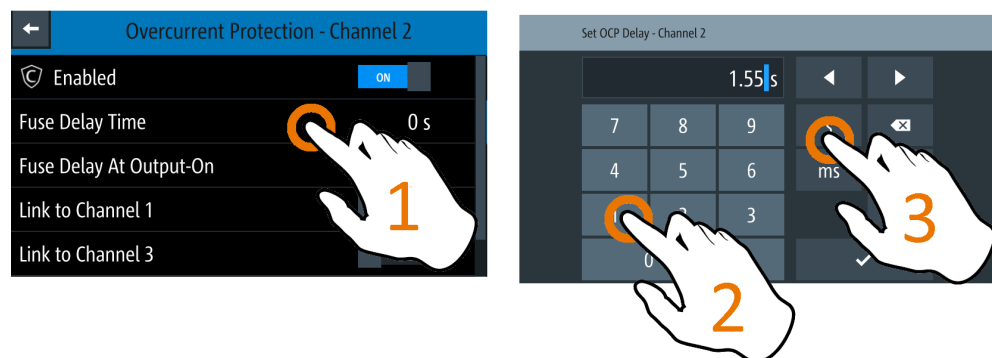 Overcurrent Protection - Channel 2
Enabled ON
Fuse Delay Time 0 s
Fuse Delay At Output-On
Link to Channel 1
Link to Channel 3
1
Set OCP Delay - Channel 2
1.55 s
7 8 9
4 5 6 ms
3
0
2
3